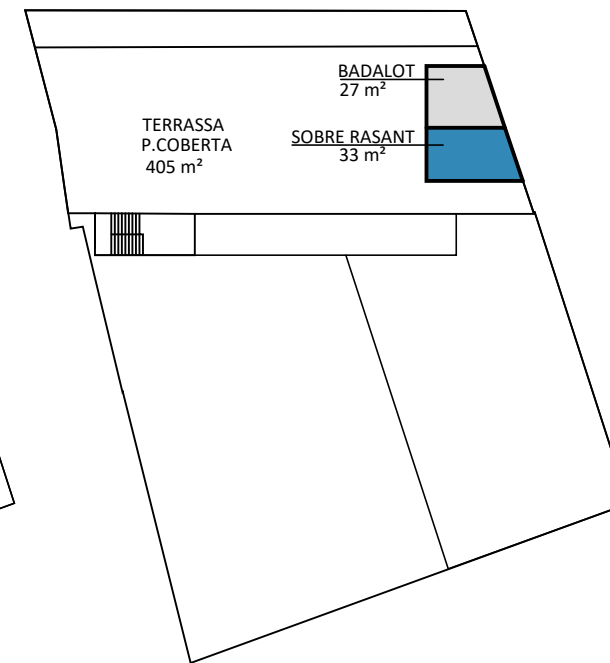 BADALOT
27 m²
TERRASSA
P.COBERTA
405 m²
SOBRE RASANT
33 m²